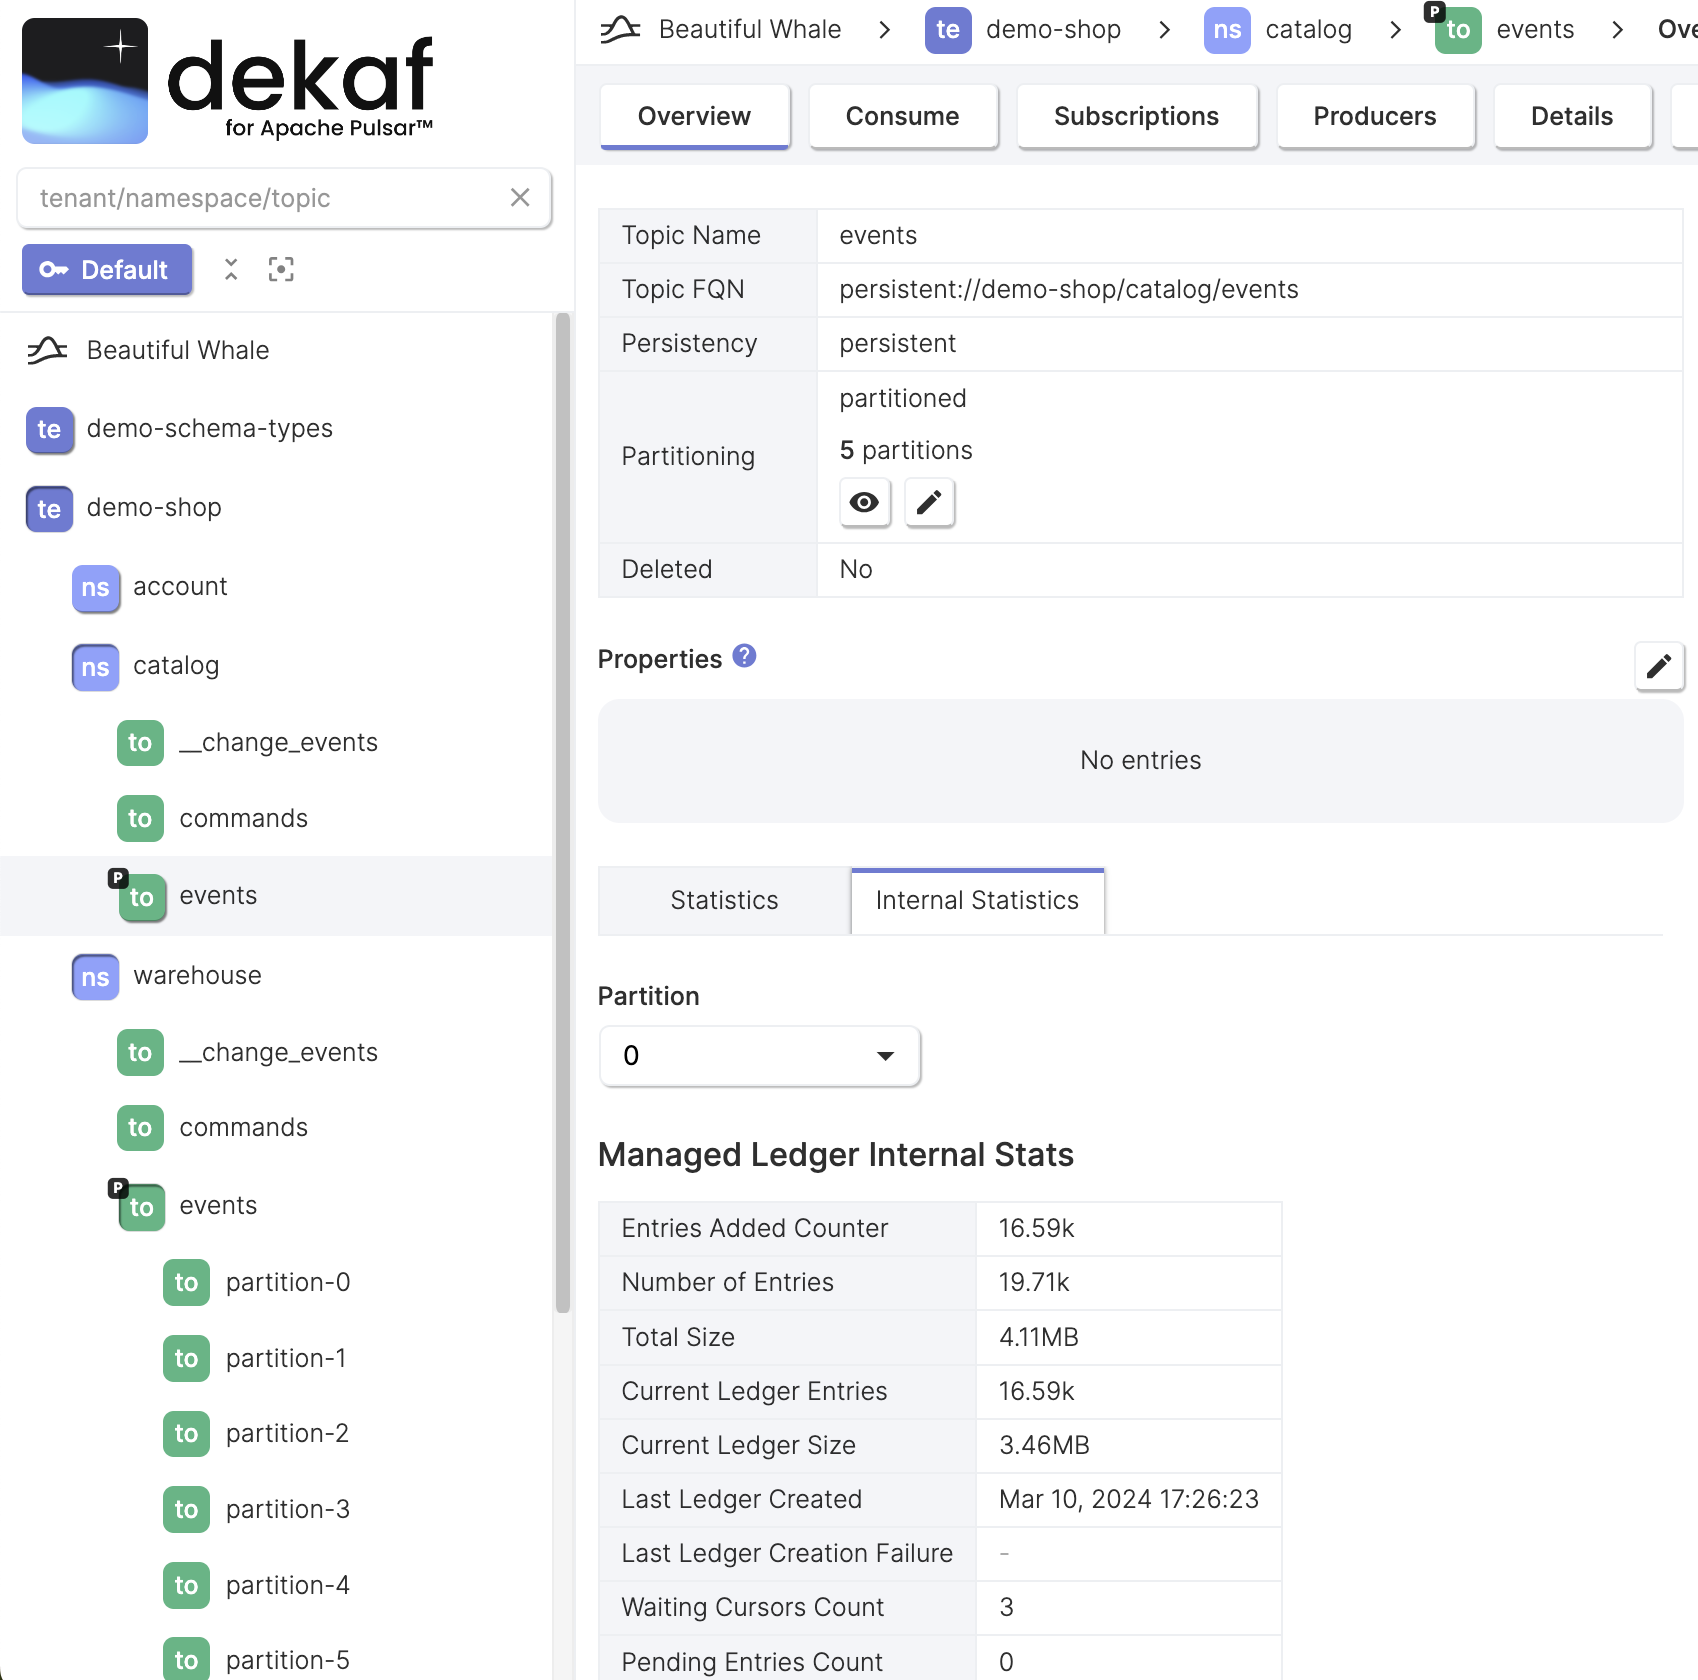 dekaf
for Apache Pulsar™
tenant/namespace/topic
Default
Beautiful Whale
te demo-schema-types
te demo-shop
ns account
ns catalog
to __change_events
to commands
P to events
ns warehouse
to __change_events
to commands
P to events
to partition-0
to partition-1
to partition-2
to partition-3
to partition-4
to partition-5
Beautiful Whale > te demo-shop > ns catalog > P to events > Ove
Overview Consume Subscriptions Producers Details
Topic Name events
Topic FQN persistent://demo-shop/catalog/events
Persistency persistent
Partitioning partitioned
5 partitions
Deleted No
Properties ?
No entries
Statistics Internal Statistics
Partition
0
Managed Ledger Internal Stats
Entries Added Counter 16.59k
Number of Entries 19.71k
Total Size 4.11MB
Current Ledger Entries 16.59k
Current Ledger Size 3.46MB
Last Ledger Created Mar 10, 2024 17:26:23
Last Ledger Creation Failure -
Waiting Cursors Count 3
Pending Entries Count 0